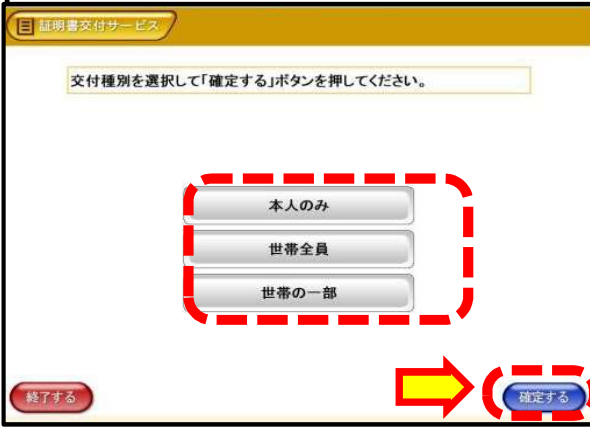 証明書交付サービス
交付種別を選択して「確定する」ボタンを押してください。
本人のみ
世帯全員
世帯の一部
終了する
確定する